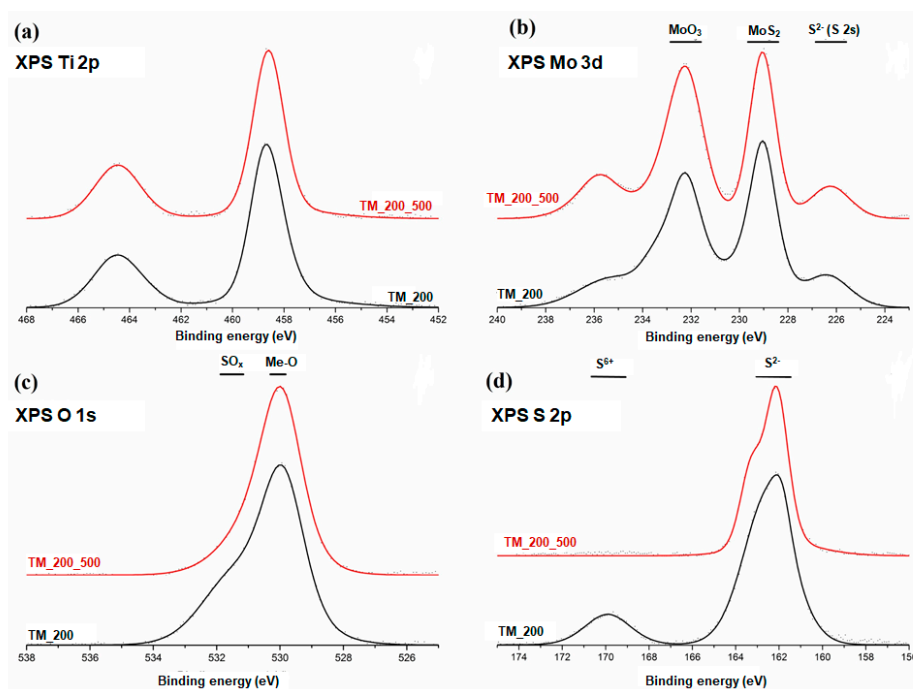 (a)
XPS Ti 2p
TM_200_500
TM_200
468 466 464 462 460 458 456 454 452
Binding energy (eV)
(b)
MoO3 MoS2 S2- (S 2s)
XPS Mo 3d
TM_200_500
TM_200
240 238 236 234 232 230 228 226 224
Binding energy (eV)
(c)
SOx Me-O
XPS O 1s
TM_200_500
TM_200
538 536 534 532 530 528 526
Binding energy (eV)
(d)
S6+ S2-
XPS S 2p
TM_200_500
TM_200
174 172 170 168 166 164 162 160 158 156
Binding energy (eV)